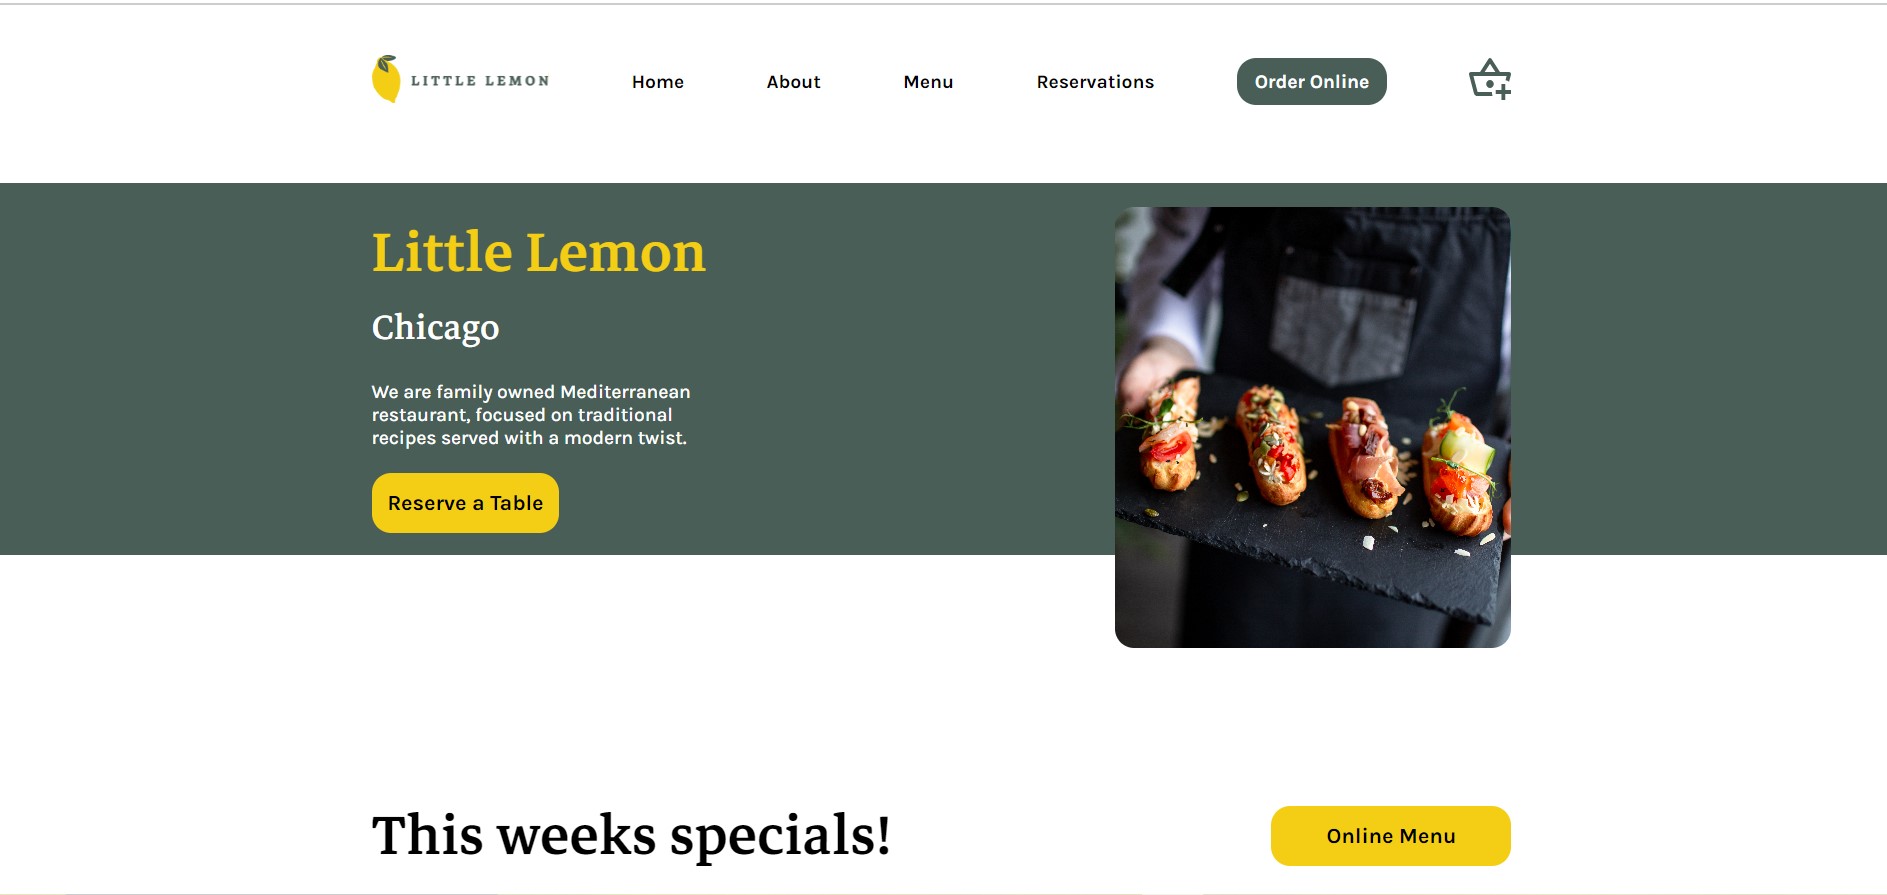 LITTLE LEMON
Home
About
Menu
Reservations
Order Online
Little Lemon
Chicago
We are family owned Mediterranean
restaurant, focused on traditional
recipes served with a modern twist.
Reserve a Table
This weeks specials!
Online Menu